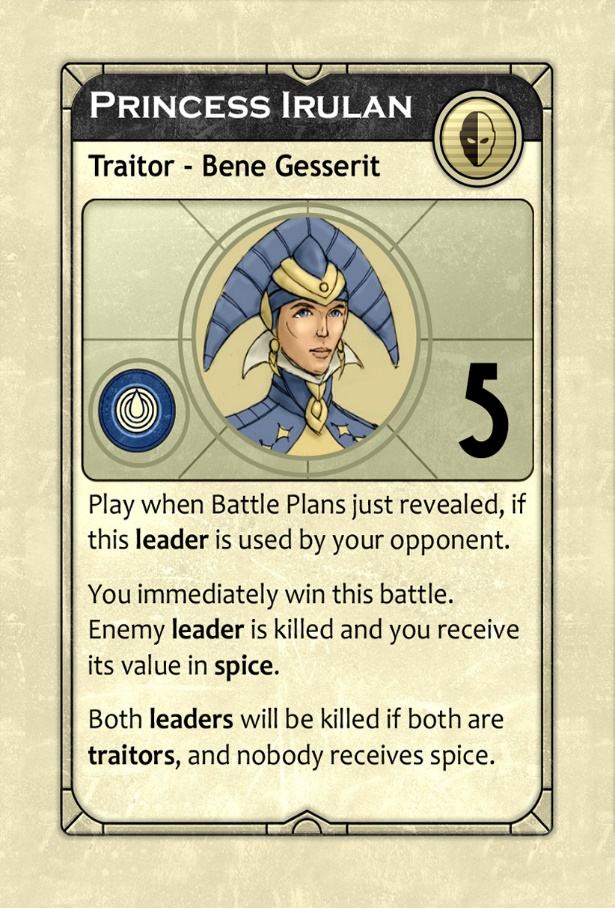 Princess Irulan
Traitor - Bene Gesserit
5
Play when Battle Plans just revealed, if
this leader is used by your opponent.
You immediately win this battle.
Enemy leader is killed and you receive
its value in spice.
Both leaders will be killed if both are
traitors, and nobody receives spice.